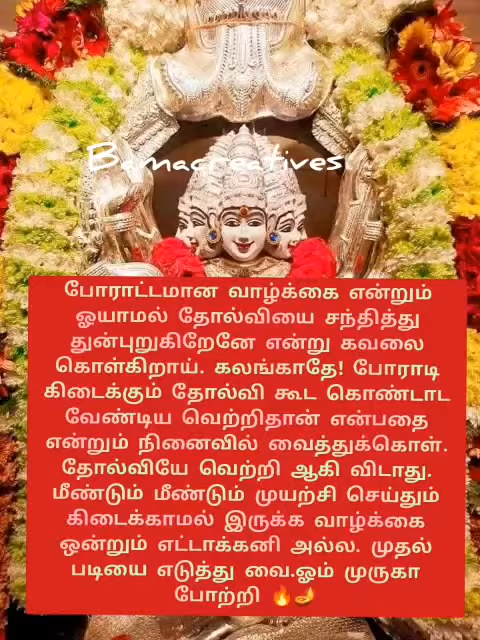 Bamacreatives
போராட்டமான வாழ்க்கை என்றும்
ஓயாமல் தோல்வியை சந்தித்து
துன்புறுகிறேனே என்று கவலை
கொள்கிறாய். கலங்காதே! போராடி
கிடைக்கும் தோல்வி கூட கொண்டாட
வேண்டிய வெற்றிதான் என்பதை
என்றும் நினைவில் வைத்துக்கொள்.
தோல்வியே வெற்றி ஆகி விடாது.
மீண்டும் மீண்டும் முயற்சி செய்தும்
கிடைக்காமல் இருக்க வாழ்க்கை
ஒன்றும் எட்டாக்கனி அல்ல. முதல்
படியை எடுத்து வை.ஓம் முருகா
போற்றி 🔥🪔